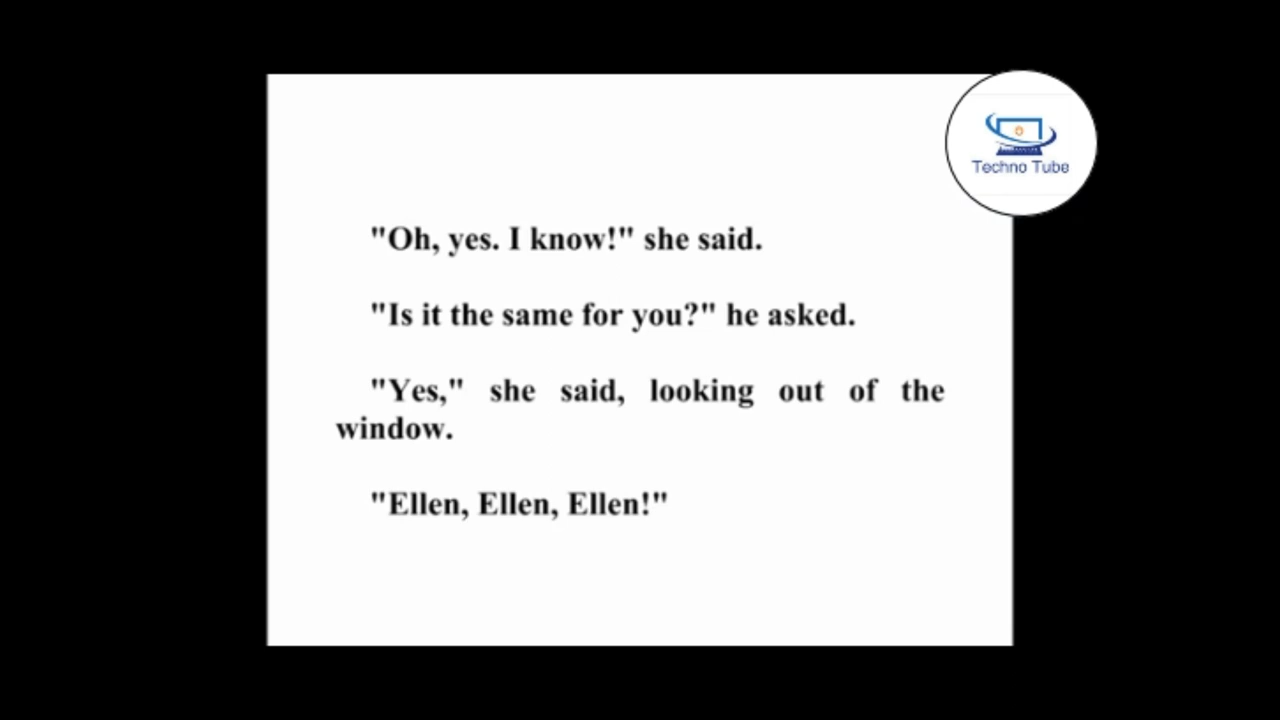 Techno Tube
"Oh, yes. I know!" she said.
"Is it the same for you?" he asked.
"Yes," she said, looking out of the
window.
"Ellen, Ellen, Ellen!"